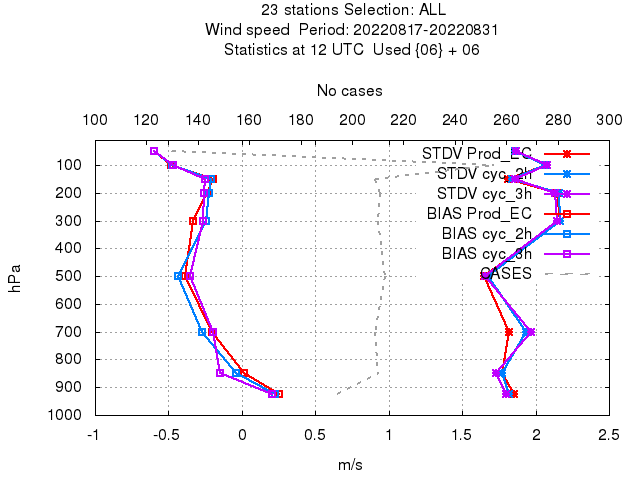 23 stations Selection: ALL
Wind speed  Period: 20220817-20220831
Statistics at 12 UTC  Used {06} + 06
No cases
100 120 140 160 180 200 220 240 260 280 300
STDV Prod_EC
STDV cyc_2h
STDV cyc_3h
BIAS Prod_EC
BIAS cyc_2h
BIAS cyc_3h
CASES
hPa
100
200
300
400
500
600
700
800
900
1000
-1 -0.5 0 0.5 1 1.5 2 2.5
m/s